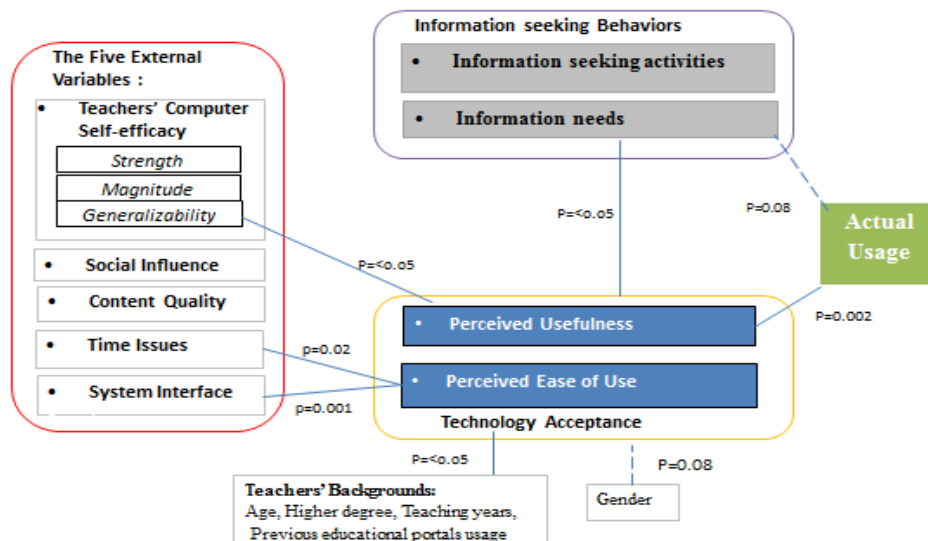 The Five External
Variables :
• Teachers' Computer
Self-efficacy
Strength
Magnitude
Generalizability
• Social Influence
• Content Quality
• Time Issues
• System Interface
Information seeking Behaviors
• Information seeking activities
• Information needs
P=<0.05
P=<0.05
P=0.08
Actual
Usage
P=0.002
p=0.02
p=0.001
• Perceived Usefulness
• Perceived Ease of Use
Technology Acceptance
P=<0.05
P=0.08
Teachers' Backgrounds:
Age, Higher degree, Teaching years,
Previous educational portals usage
Gender